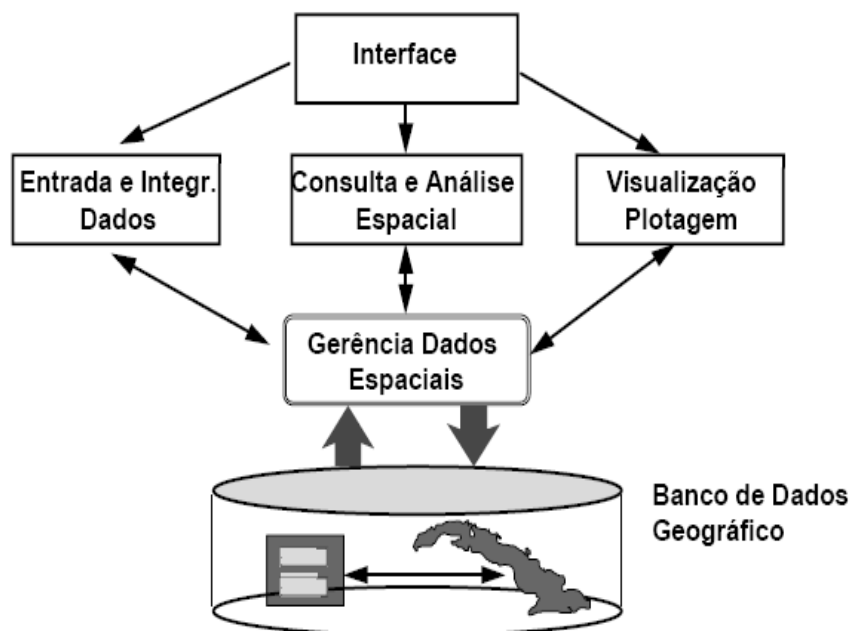 Interface
Entrada e Integr.
Dados
Consulta e Análise
Espacial
Visualização
Plotagem
Gerência Dados
Espaciais
Banco de Dados
Geográfico